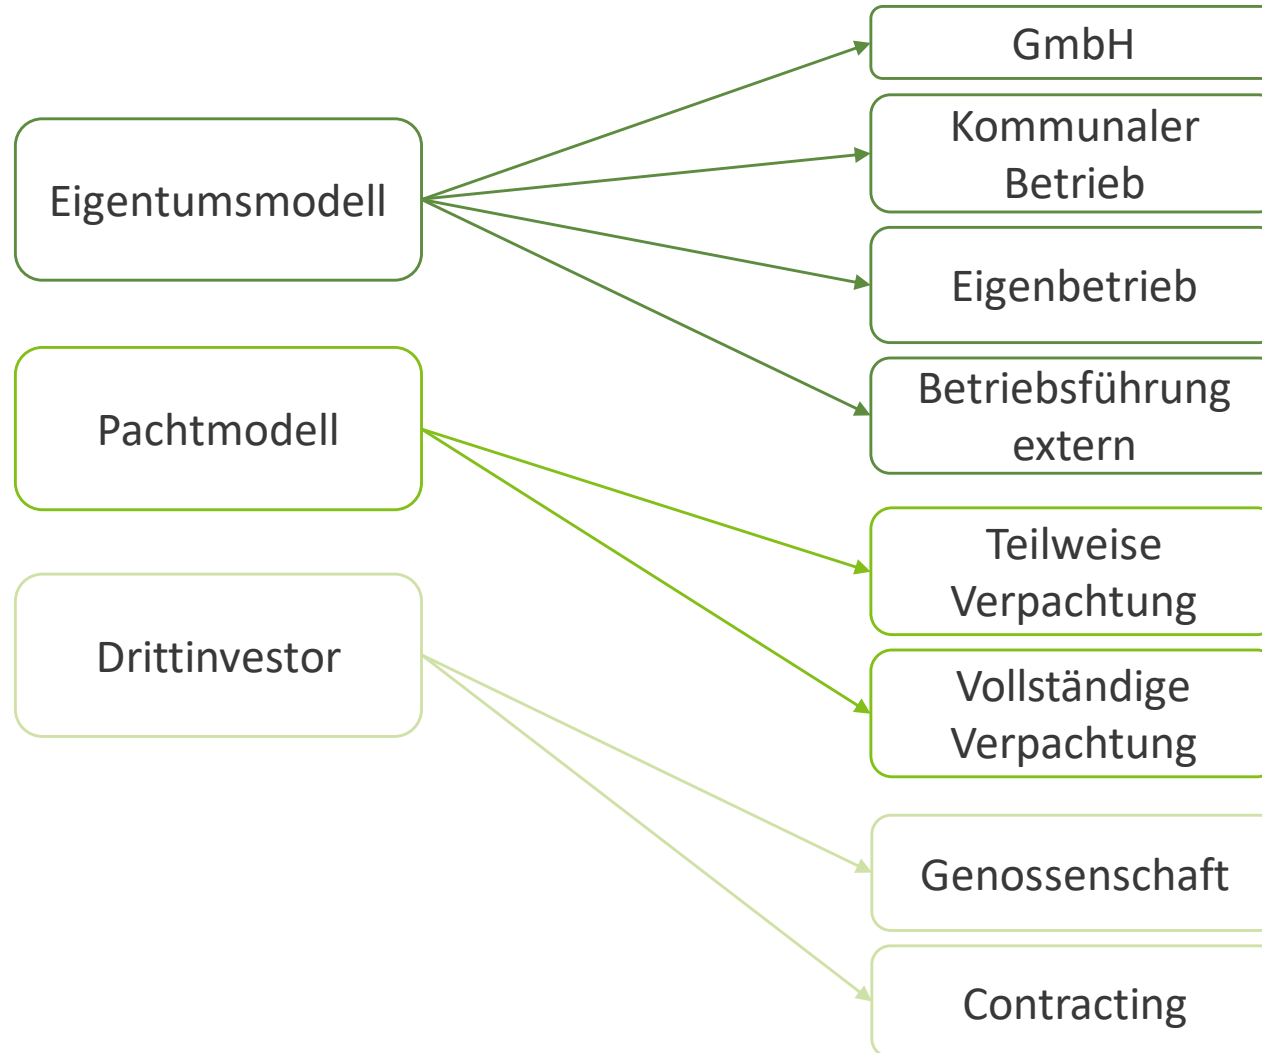 Eigentumsmodell
Pachtmodell
Drittinvestor
GmbH
Kommunaler
Betrieb
Eigenbetrieb
Betriebsführung
extern
Teilweise
Verpachtung
Vollständige
Verpachtung
Genossenschaft
Contracting